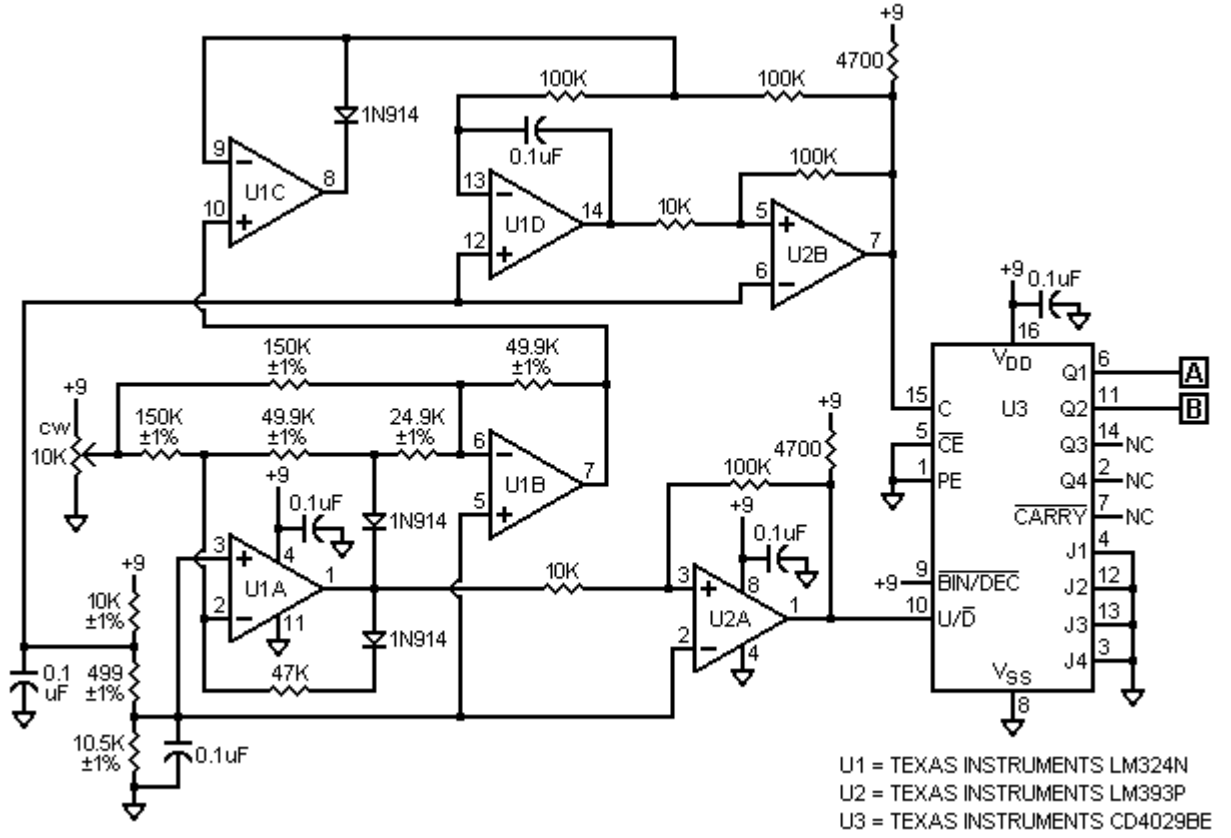 +9
4700
100K
100K
1N914
0.1uF
9
8
U1C
10
13
14
U1D
12
100K
10K
5
7
U2B
6
+9
0.1uF
16
VDD
U3
Q1
6
A
Q2
11
B
15
C
5
CE
1
PE
Q3
14
NC
Q4
2
NC
CARRY
7
NC
J1
4
9
+9
BIN/DEC
J2
12
10
U/D
J3
13
J4
3
VSS
8
150K
±1%
49.9K
±1%
+9
cw
10K
150K
±1%
49.9K
±1%
24.9K
±1%
6
7
U1B
5
+9
4700
100K
+9
0.1uF
1N914
3
4
1
U1A
2
11
10K
+9
0.1uF
3
8
1
U2A
2
4
1N914
47K
+9
10K
±1%
0.1
uF
499
±1%
10.5K
±1%
0.1uF
U1 = TEXAS INSTRUMENTS LM324N
U2 = TEXAS INSTRUMENTS LM393P
U3 = TEXAS INSTRUMENTS CD4029BE